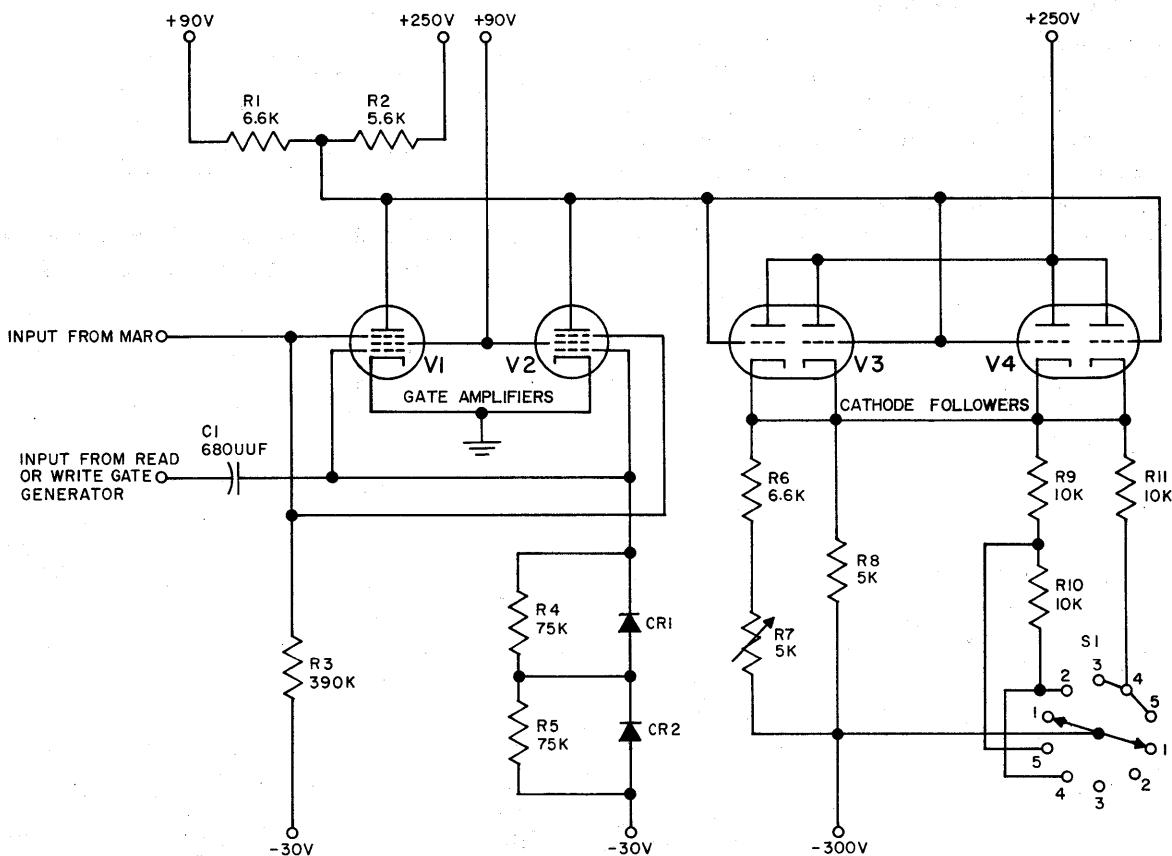 +90V
+250V
+90V
+250V
R1
6.6K
R2
5.6K
INPUT FROM MAR
V1
V2
V3
V4
GATE AMPLIFIERS
CATHODE FOLLOWERS
C1
680UUF
INPUT FROM READ
OR WRITE GATE
GENERATOR
R6
6.6K
R9
10K
R11
10K
R8
5K
R10
10K
R4
75K
CR1
R7
5K
S1
R3
390K
3
4
2
5
1
R5
75K
CR2
1
5
2
4
3
-30V
-30V
-300V